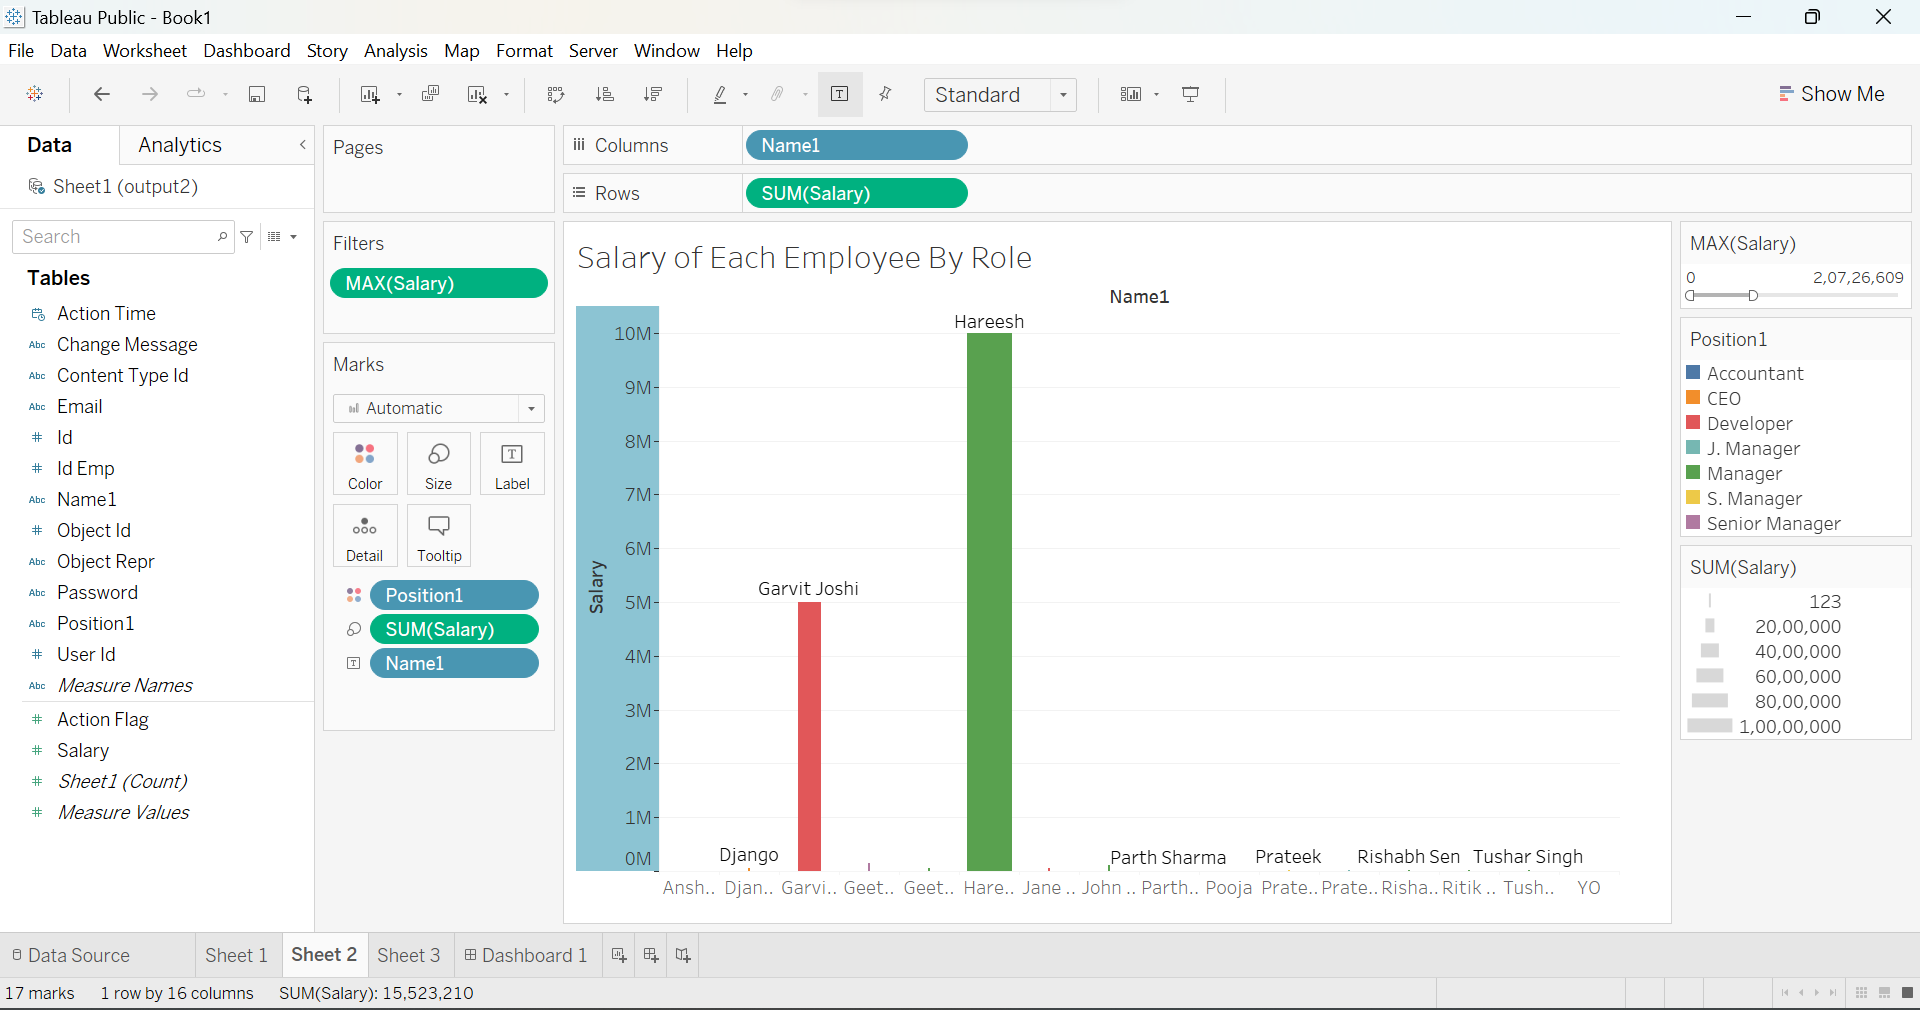 Tableau Public - Book1
File Data Worksheet Dashboard Story Analysis Map Format Server Window Help
Standard
Show Me
Data
Analytics
Sheet1 (output2)
Search
Tables
Action Time
Abc Change Message
Abc Content Type Id
Abc Email
# Id
# Id Emp
Abc Name1
# Object Id
Abc Object Repr
Abc Password
Abc Position1
# User Id
Abc Measure Names
# Action Flag
# Salary
# Sheet1 (Count)
# Measure Values
Pages
Filters
MAX(Salary)
Marks
Automatic
Color Size Label
Detail Tooltip
Position1
SUM(Salary)
Name1
Columns Name1
Rows SUM(Salary)
Salary of Each Employee By Role
Name1
Salary
10M
9M
8M
7M
6M
5M
4M
3M
2M
1M
0M
Hareesh
Garvit Joshi
Django
Parth Sharma
Prateek
Rishabh Sen
Tushar Singh
Ansh.. Djan.. Garvi.. Geet.. Geet.. Hare.. Jane .. John .. Parth.. Pooja Prate.. Prate.. Risha.. Ritik .. Tush.. YO
MAX(Salary)
0 2,07,26,609
Position1
Accountant
CEO
Developer
J. Manager
Manager
S. Manager
Senior Manager
SUM(Salary)
123
20,00,000
40,00,000
60,00,000
80,00,000
1,00,00,000
Data Source Sheet 1 Sheet 2 Sheet 3 Dashboard 1
17 marks 1 row by 16 columns SUM(Salary): 15,523,210